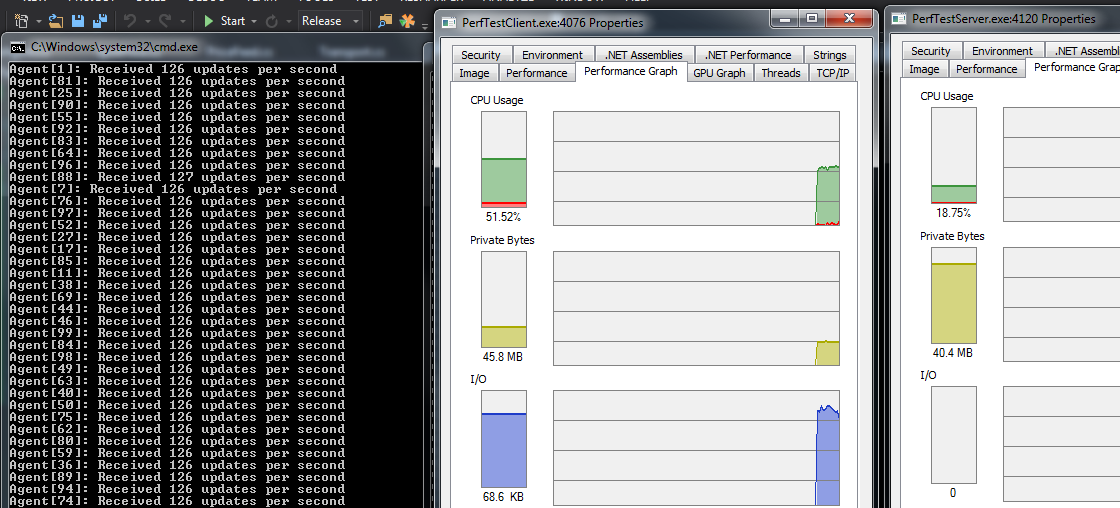 Start
Release
C:\Windows\system32\cmd.exe
Agent[1]: Received 126 updates per second
Agent[81]: Received 126 updates per second
Agent[25]: Received 126 updates per second
Agent[90]: Received 126 updates per second
Agent[55]: Received 126 updates per second
Agent[92]: Received 126 updates per second
Agent[83]: Received 126 updates per second
Agent[64]: Received 126 updates per second
Agent[96]: Received 126 updates per second
Agent[88]: Received 127 updates per second
Agent[7]: Received 126 updates per second
Agent[76]: Received 126 updates per second
Agent[97]: Received 126 updates per second
Agent[52]: Received 126 updates per second
Agent[27]: Received 126 updates per second
Agent[17]: Received 126 updates per second
Agent[85]: Received 126 updates per second
Agent[11]: Received 126 updates per second
Agent[38]: Received 126 updates per second
Agent[69]: Received 126 updates per second
Agent[44]: Received 126 updates per second
Agent[46]: Received 126 updates per second
Agent[99]: Received 126 updates per second
Agent[84]: Received 126 updates per second
Agent[98]: Received 126 updates per second
Agent[49]: Received 126 updates per second
Agent[63]: Received 126 updates per second
Agent[40]: Received 126 updates per second
Agent[50]: Received 126 updates per second
Agent[75]: Received 126 updates per second
Agent[62]: Received 126 updates per second
Agent[80]: Received 126 updates per second
Agent[59]: Received 126 updates per second
Agent[36]: Received 126 updates per second
Agent[89]: Received 126 updates per second
Agent[94]: Received 126 updates per second
Agent[74]: Received 126 updates per second
PerfTestClient.exe:4076 Properties
Security Environment .NET Assemblies .NET Performance Strings
Image Performance Performance Graph GPU Graph Threads TCP/IP
CPU Usage
51.52%
Private Bytes
45.8 MB
I/O
68.6 KB
PerfTestServer.exe:4120 Properties
Security Environment .NET Assembl
Image Performance Performance Grap
CPU Usage
18.75%
Private Bytes
40.4 MB
I/O
0